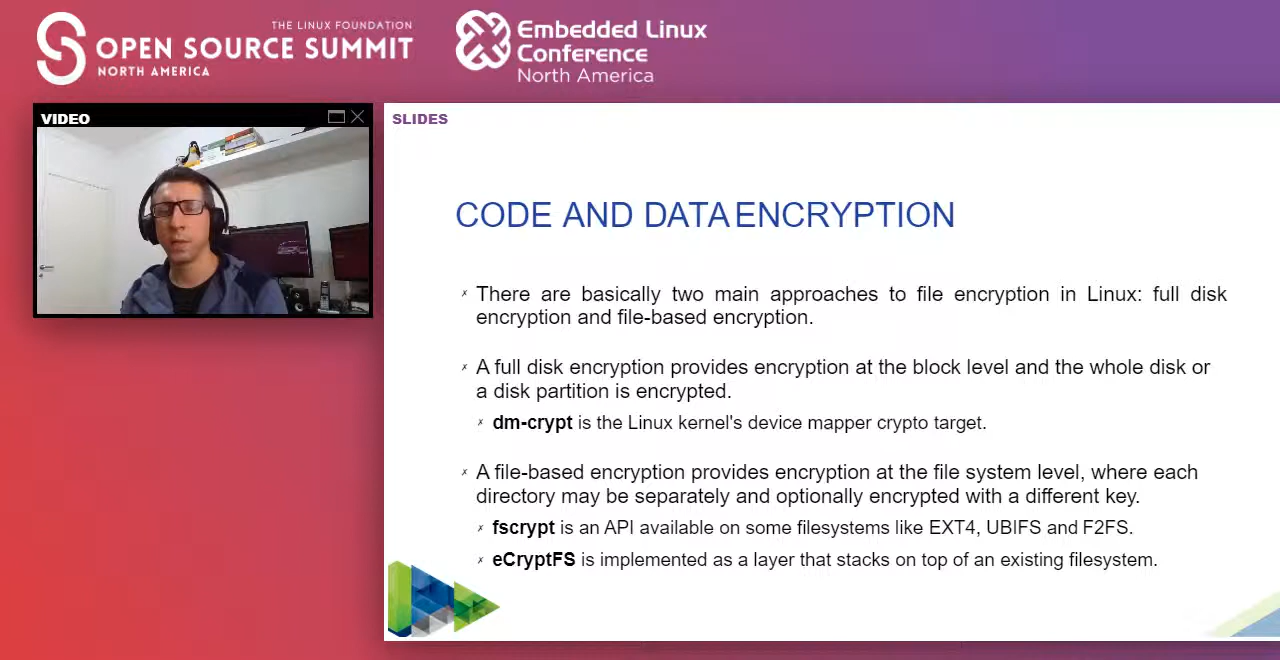 THE LINUX FOUNDATION
OPEN SOURCE SUMMIT
NORTH AMERICA
Embedded Linux
Conference
North America
VIDEO
SLIDES
CODE AND DATA ENCRYPTION
There are basically two main approaches to file encryption in Linux: full disk
encryption and file-based encryption.
A full disk encryption provides encryption at the block level and the whole disk or
a disk partition is encrypted.
dm-crypt is the Linux kernel's device mapper crypto target.
A file-based encryption provides encryption at the file system level, where each
directory may be separately and optionally encrypted with a different key.
fscrypt is an API available on some filesystems like EXT4, UBIFS and F2FS.
eCryptFS is implemented as a layer that stacks on top of an existing filesystem.